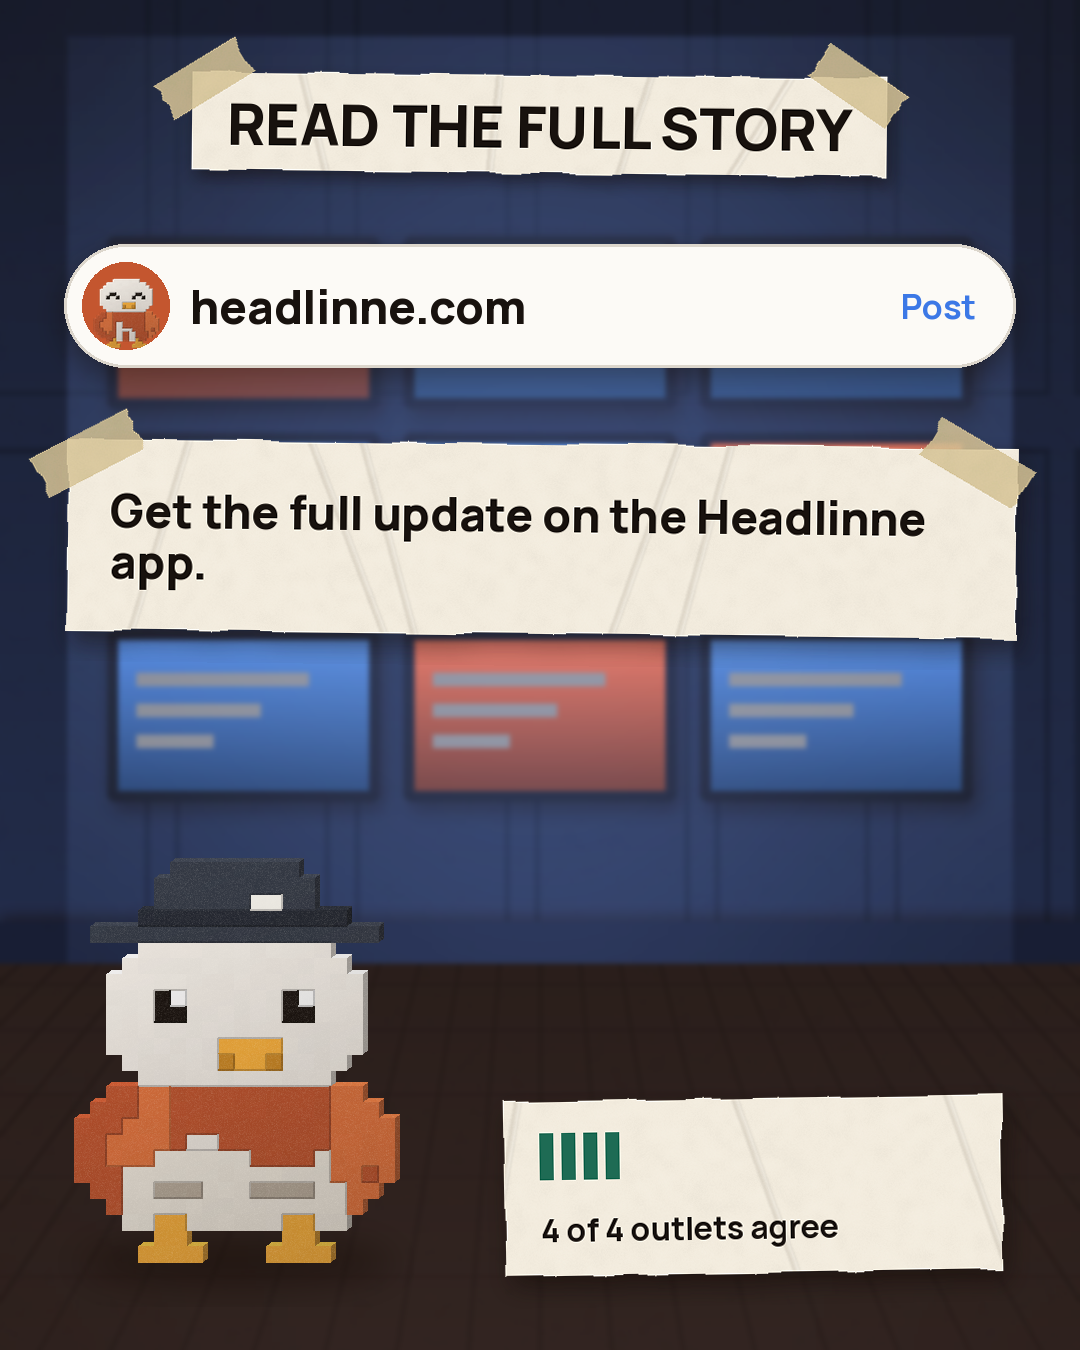 READ THE FULL STORY
headlinne.com
Post
Get the full update on the Headlinne
app.
h
4 of 4 outlets agree